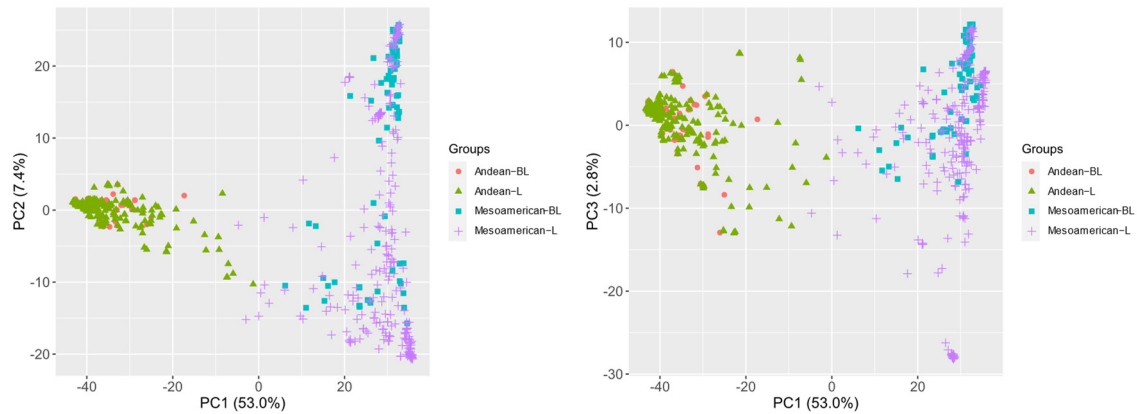 20
10
0
-10
-20
PC2 (7.4%)
-40
-20
0
20
PC1 (53.0%)
Groups
Andean−BL
Andean−L
Mesoamerican-BL
Mesoamerican−L
10
0
-10
-20
-30
PC3 (2.8%)
-40
-20
0
20
40
PC1 (53.0%)
Groups
Andean−BL
Andean−L
Mesoamerican-BL
Mesoamerican−L